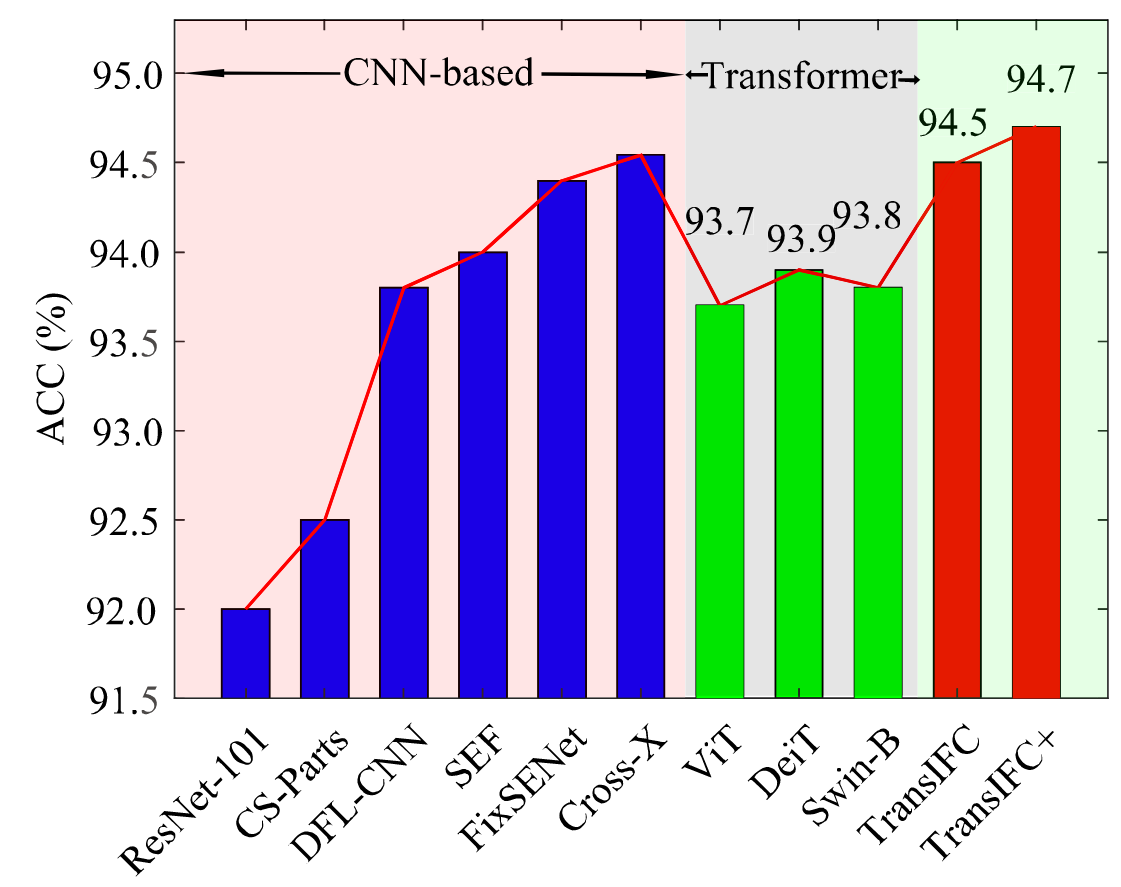 95.0
94.5
94.0
93.5
93.0
92.5
92.0
91.5
ACC (%)
CNN-based
Transformer
93.7
93.9
93.8
94.5
94.7
ResNet-101
CS-Parts
DFL-CNN
SEF
FixSENet
Cross-X
ViT
DeiT
Swin-B
TransIFC
TransIFC+